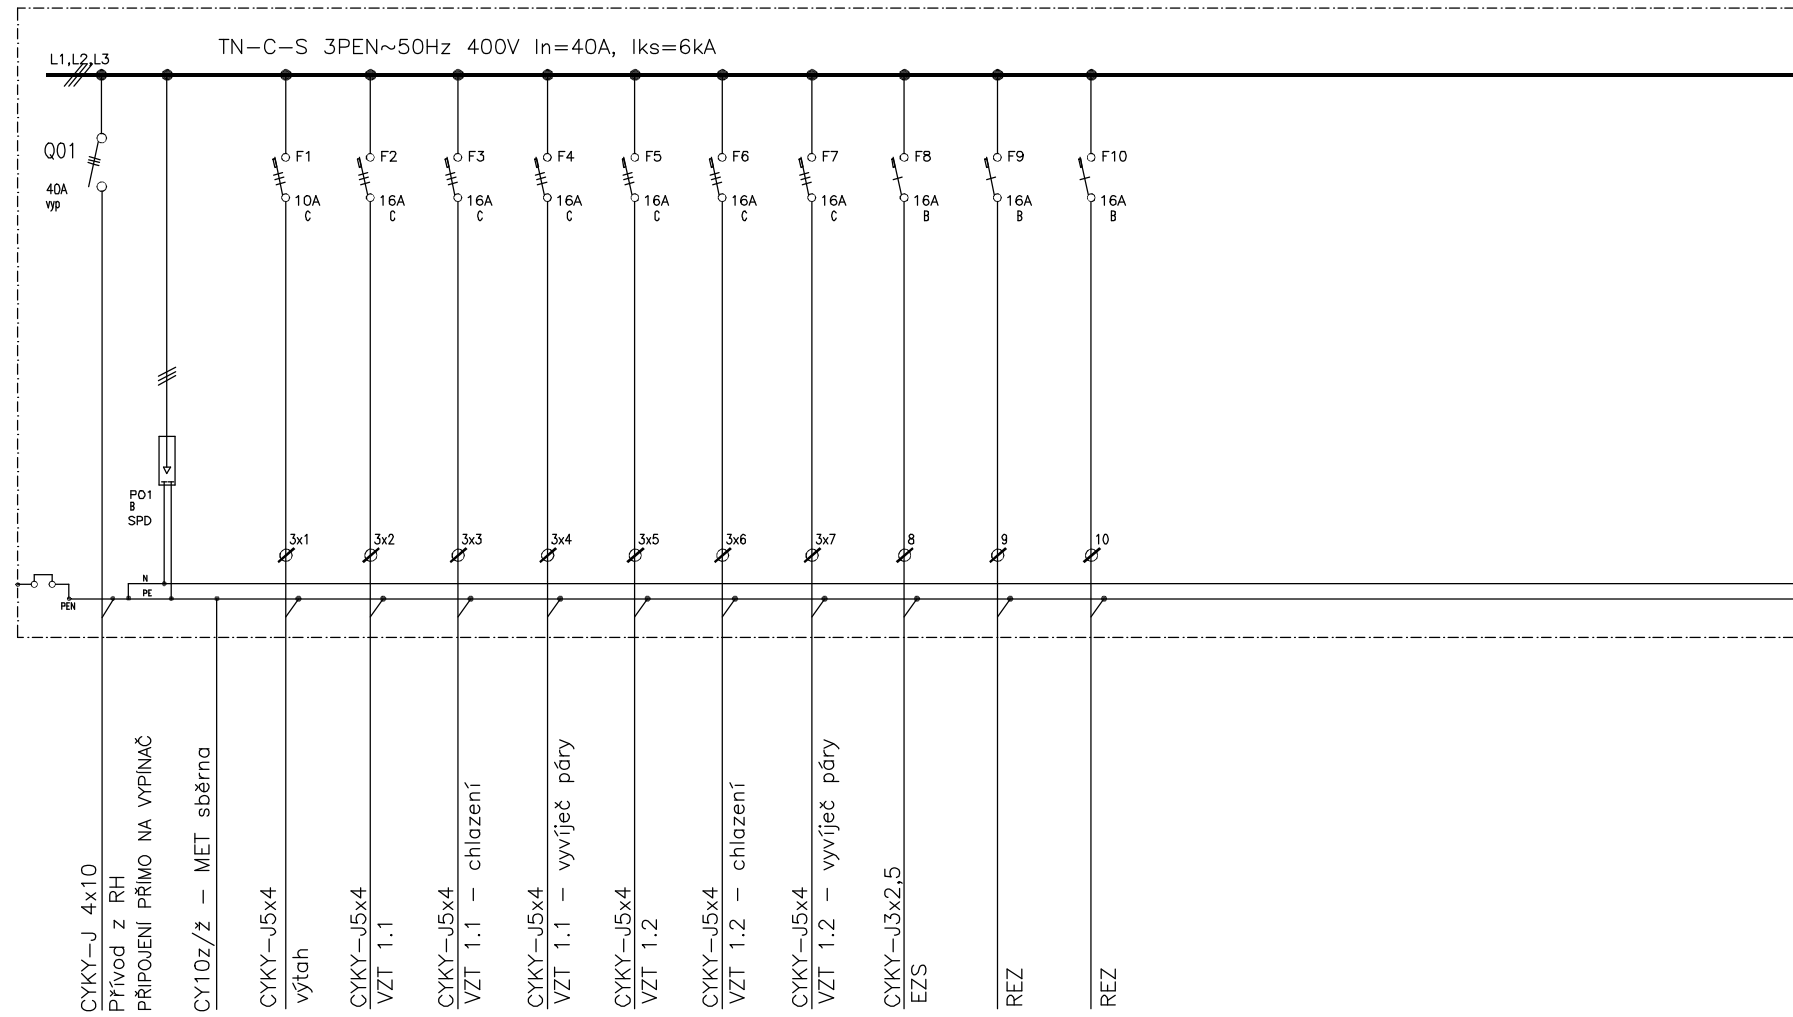 TN-C-S 3PEN~50Hz 400V In=40A, Iks=6kA
L1,L2,L3
Q01
40A
vyp
F1
10A
C
F2
16A
C
F3
16A
C
F4
16A
C
F5
16A
C
F6
16A
C
F7
16A
C
F8
16A
B
F9
16A
B
F10
16A
B
PO1
B
SPD
3x1
3x2
3x3
3x4
3x5
3x6
3x7
8
9
10
N
PE
PEN
CYKY-J 4x10
Přívod z RH
PŘIPOJENÍ PŘÍMO NA VYPÍNAČ
CY10z/ž - MET sběrna
CYKY-J5x4
výtah
CYKY-J5x4
VZT 1.1
CYKY-J5x4
VZT 1.1 - chlazení
CYKY-J5x4
VZT 1.1 - vyvíječ páry
CYKY-J5x4
VZT 1.2
CYKY-J5x4
VZT 1.2 - chlazení
CYKY-J5x4
VZT 1.2 - vyvíječ páry
CYKY-J3x2,5
EZS
REZ
REZ